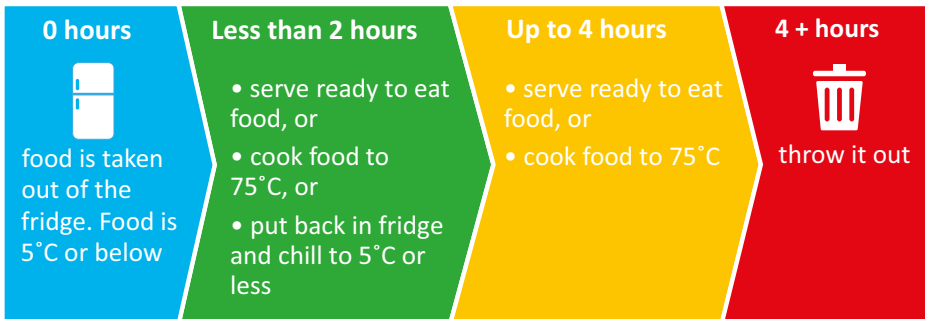 0 hours
food is taken
out of the
fridge. Food is
5˚C or below
Less than 2 hours
• serve ready to eat
food, or
• cook food to
75˚C, or
• put back in fridge
and chill to 5˚C or
less
Up to 4 hours
• serve ready to eat
food, or
• cook food to 75˚C
4 + hours
throw it out